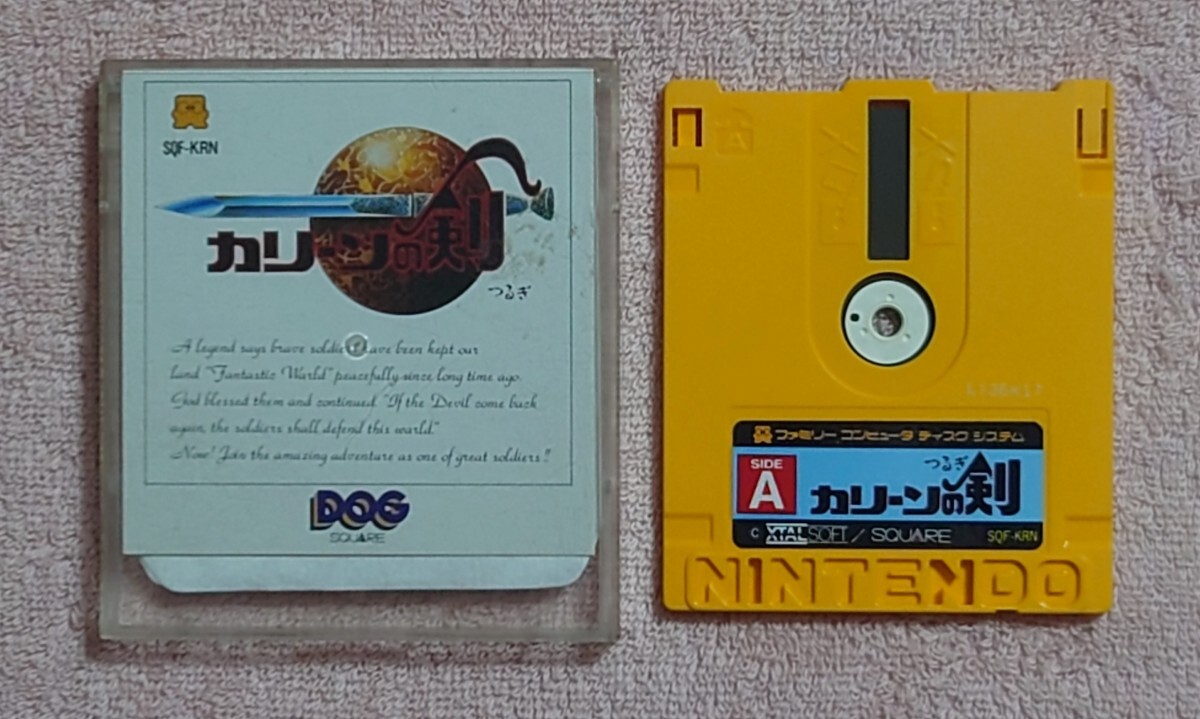 SQF-KRN
カリーンの剣
つるぎ
A legend says brave soldiers have been kept our
land "Fantastic World" peacefully since long time ago.
God blessed them and continued. "If the Devil come back
again, the soldiers shall defend this world."
Now! Join the amazing adventure as one of great soldiers!!
DOG
SQUARE
A
ファミリー コンピュータ ディスク システム
SIDE
A
つるぎ
カリーンの剣
C XTALSOFT / SQUARE SQF-KRN
NINTENDO